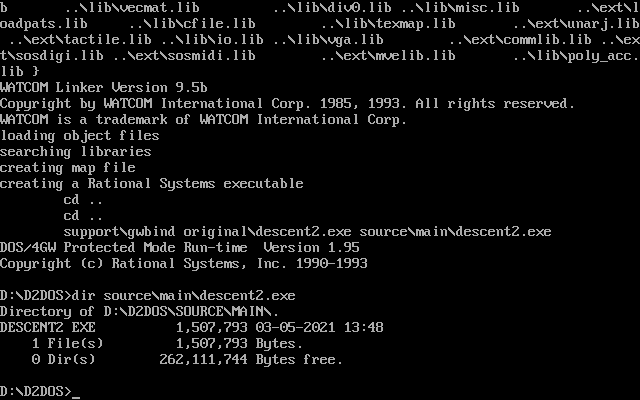 b       ..\lib\vecmat.lib          ..\lib\div0.lib ..\lib\misc.lib      ..\ext\l
oadpats.lib ..\lib\cfile.lib       ..\lib\texmap.lib        ..\ext\unarj.lib
 ..\ext\tactile.lib ..\lib\io.lib ..\lib\vga.lib    ..\ext\commlib.lib ..\ex
t\sosdigi.lib ..\ext\sosmidi.lib        ..\ext\mvelib.lib       ..\lib\poly_acc.
lib }
WATCOM Linker Version 9.5b
Copyright by WATCOM International Corp. 1985, 1993. All rights reserved.
WATCOM is a trademark of WATCOM International Corp.
loading object files
searching libraries
creating map file
creating a Rational Systems executable
        cd ..
        cd ..
        support\gwbind original\descent2.exe source\main\descent2.exe
DOS/4GW Protected Mode Run-time  Version 1.95
Copyright (c) Rational Systems, Inc. 1990-1993

D:\D2DOS>dir source\main\descent2.exe
Directory of D:\D2DOS\SOURCE\MAIN\.
DESCENT2 EXE          1,507,793 03-05-2021 13:48
    1 File(s)         1,507,793 Bytes.
    0 Dir(s)        262,111,744 Bytes free.

D:\D2DOS>_